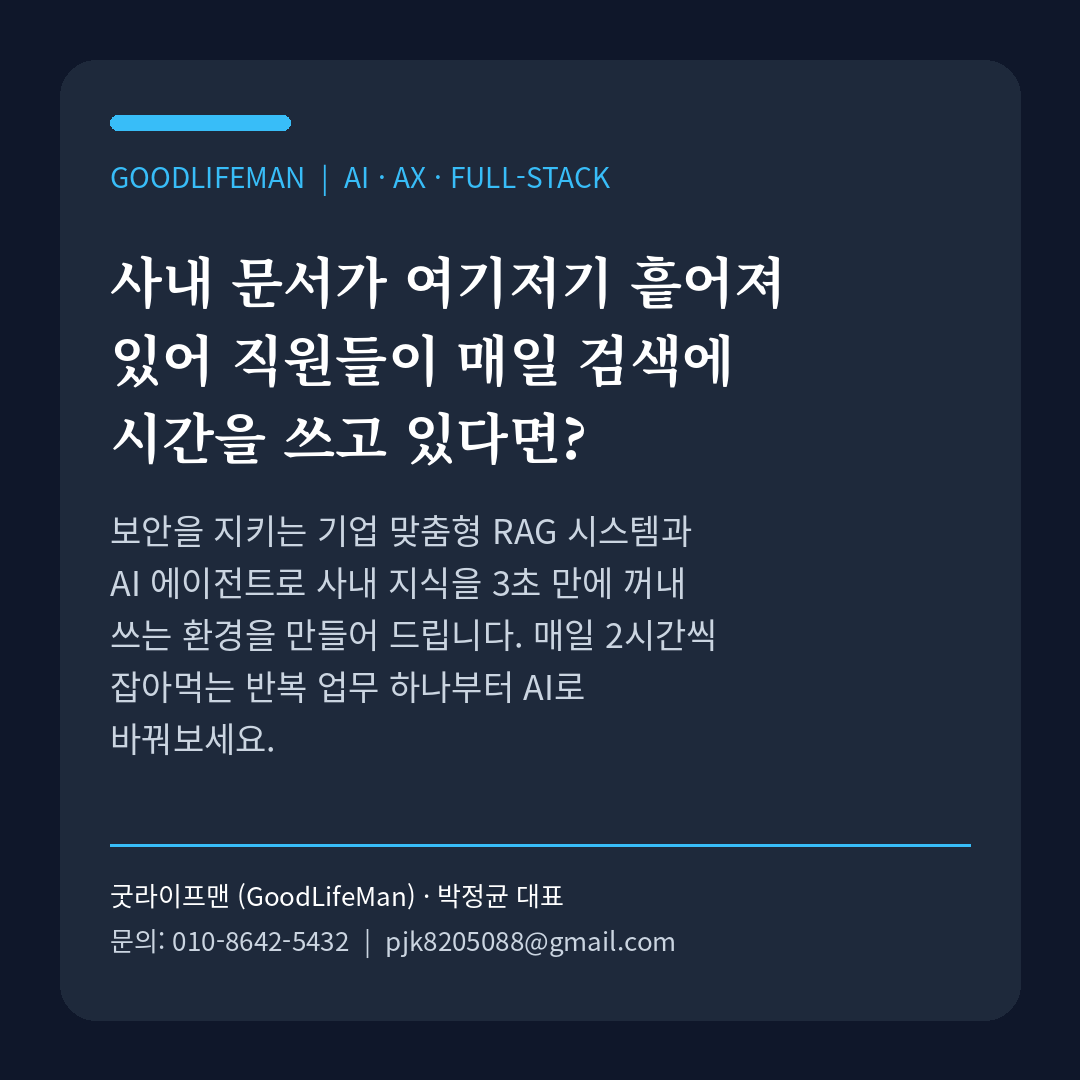 GOODLIFEMAN | AI · AX · FULL-STACK
사내 문서가 여기저기 흩어져
있어 직원들이 매일 검색에
시간을 쓰고 있다면?
보안을 지키는 기업 맞춤형 RAG 시스템과
AI 에이전트로 사내 지식을 3초 만에 꺼내
쓰는 환경을 만들어 드립니다. 매일 2시간씩
잡아먹는 반복 업무 하나부터 AI로
바꿔보세요.
굿라이프맨 (GoodLifeMan) · 박정균 대표
문의: 010-8642-5432 | pjk8205088@gmail.com